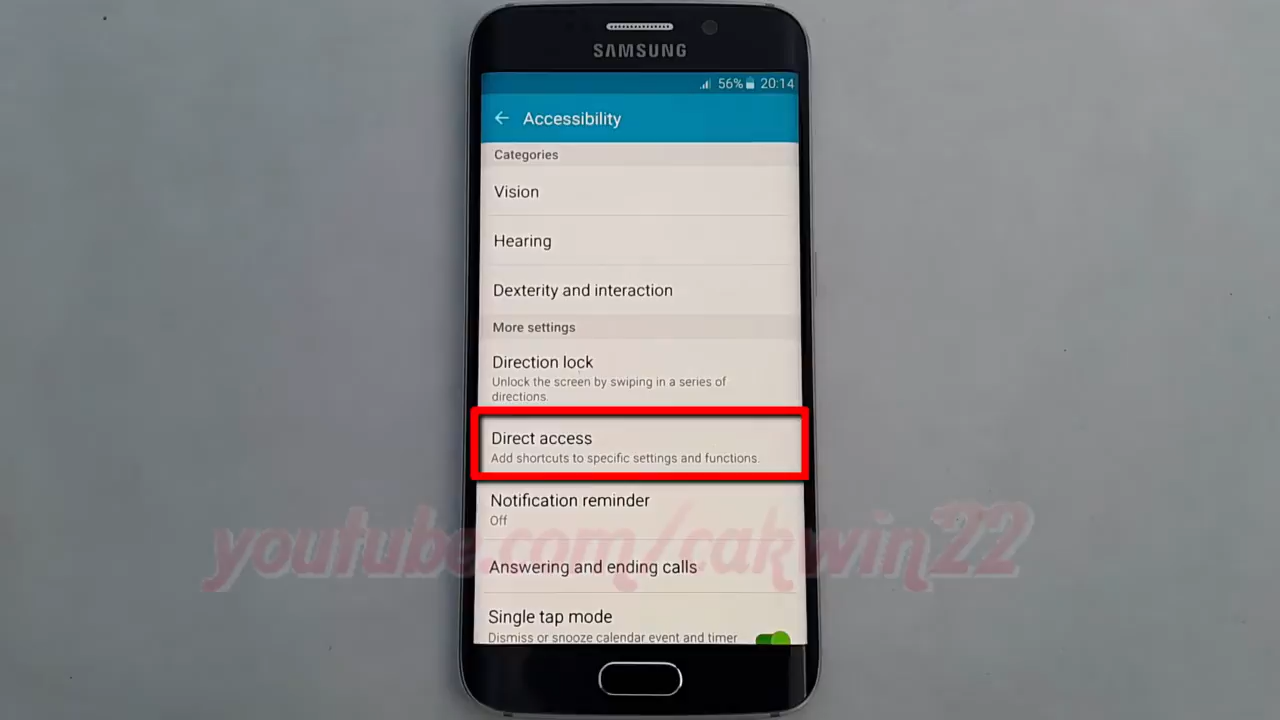 SAMSUNG
56% 20:14
Accessibility
Categories
Vision
Hearing
Dexterity and interaction
More settings
Direction lock
Unlock the screen by swiping in a series of
directions.
Direct access
Add shortcuts to specific settings and functions.
Notification reminder
Off
youtube.com/cakwin22
Answering and ending calls
Single tap mode
Dismiss or snooze calendar event and timer